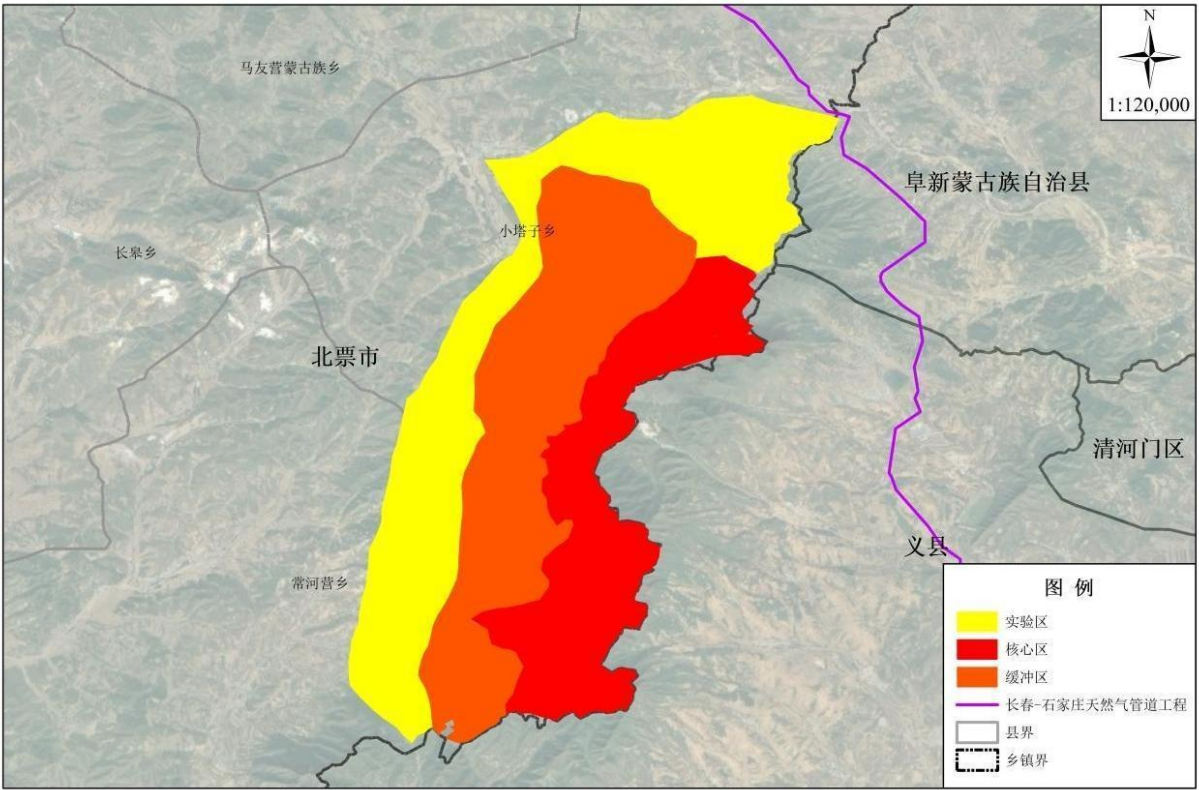 N
1:120,000
马友营蒙古族乡
阜新蒙古族自治县
小塔子乡
长皋乡
北票市
清河门区
义县
常河营乡
图 例
实验区
核心区
缓冲区
长春-石家庄天然气管道工程
县界
乡镇界